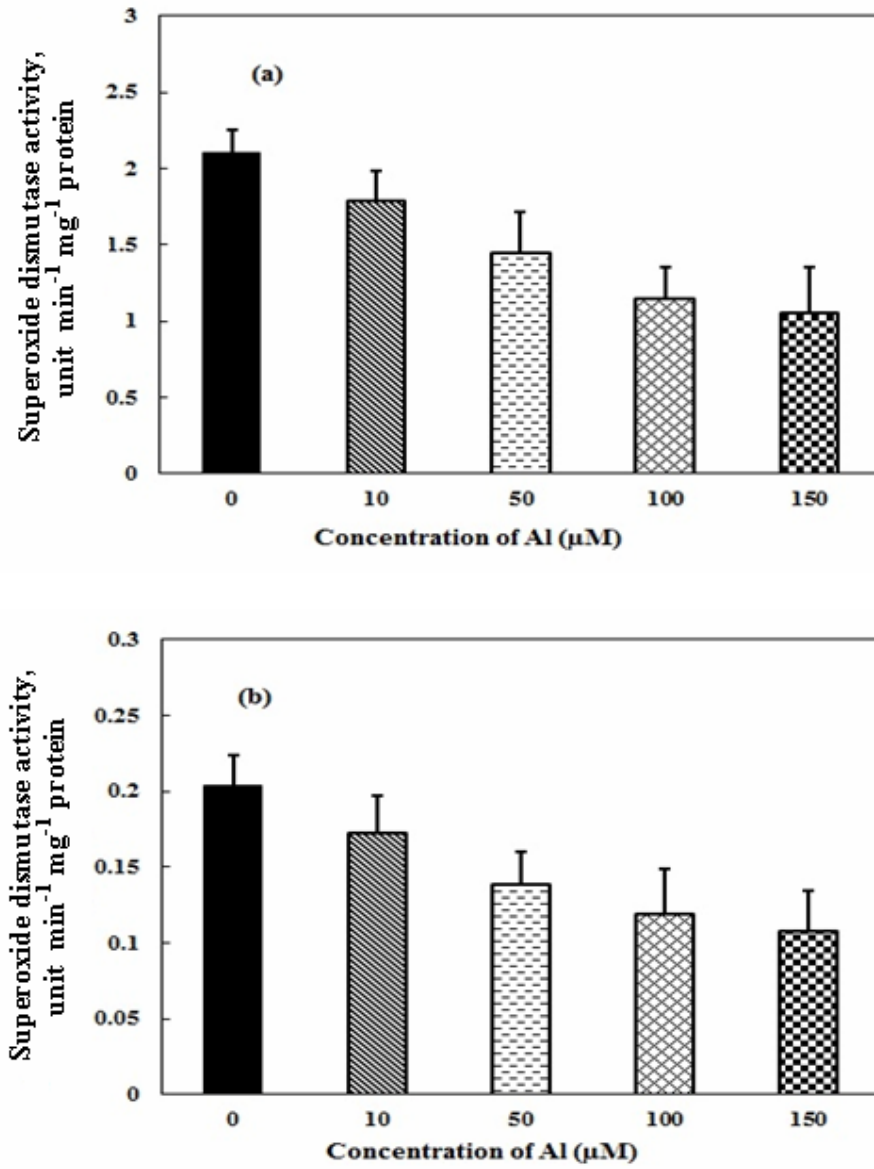 3
2.5
2
1.5
1
0.5
0
(a)
Superoxide dismutase activity,
unit min⁻¹ mg⁻¹ protein
0 10 50 100 150
Concentration of Al (µM)
0.3
0.25
0.2
0.15
0.1
0.05
0
(b)
Superoxide dismutase activity,
unit min⁻¹ mg⁻¹ protein
0 10 50 100 150
Concentration of Al (µM)